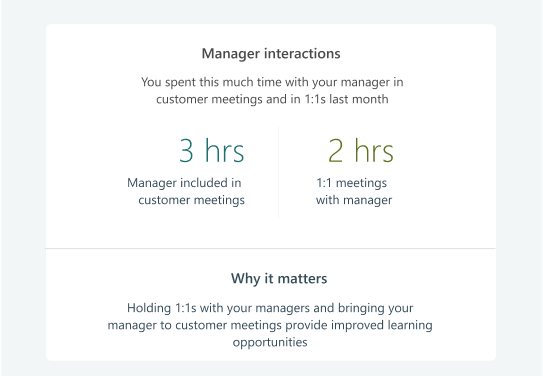 Manager interactions
You spent this much time with your manager in
customer meetings and in 1:1s last month
3 hrs
Manager included in
customer meetings
2 hrs
1:1 meetings
with manager
Why it matters
Holding 1:1s with your managers and bringing your
manager to customer meetings provide improved learning
opportunities